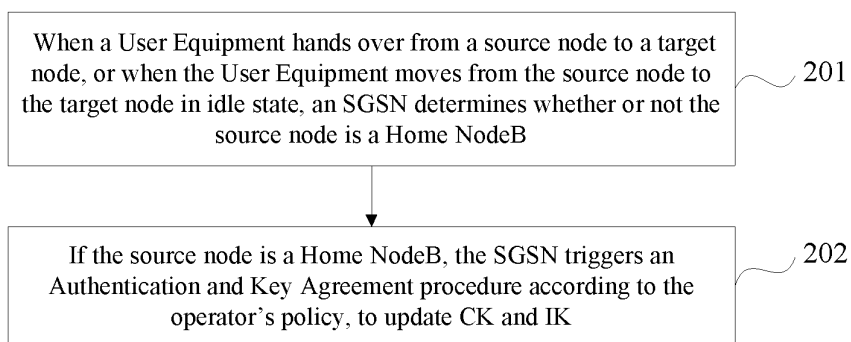 When a User Equipment hands over from a source node to a target
node, or when the User Equipment moves from the source node to
the target node in idle state, an SGSN determines whether or not the
source node is a Home NodeB
201
If the source node is a Home NodeB, the SGSN triggers an
Authentication and Key Agreement procedure according to the
operator's policy, to update CK and IK
202